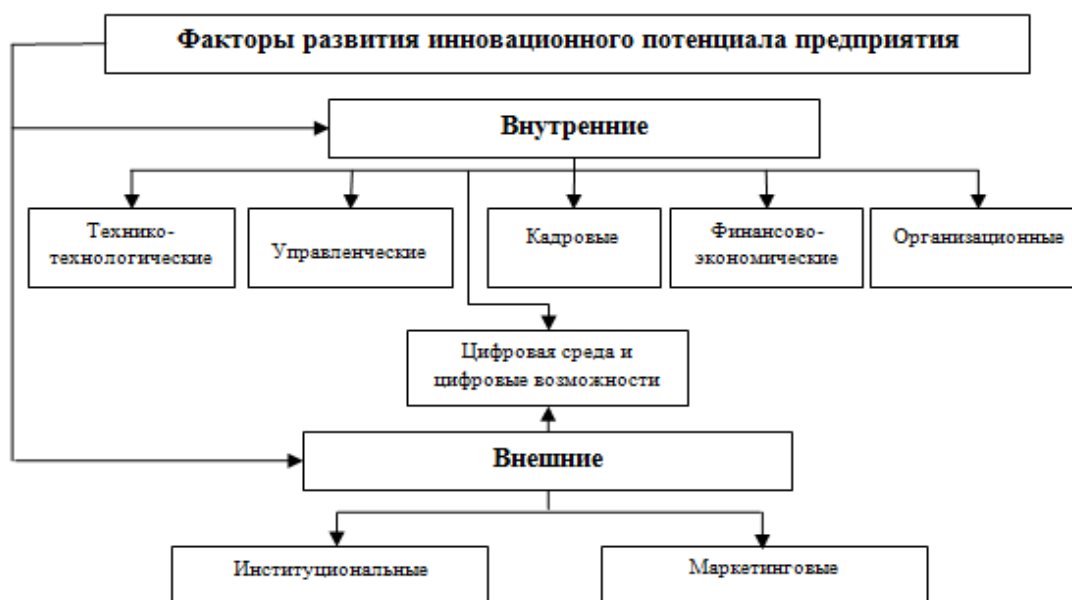 Факторы развития инновационного потенциала предприятия
Внутренние
Технико-
технологические
Управленческие
Кадровые
Финансово-
экономические
Организационные
Цифровая среда и
цифровые возможности
Внешние
Институциональные
Маркетинговые